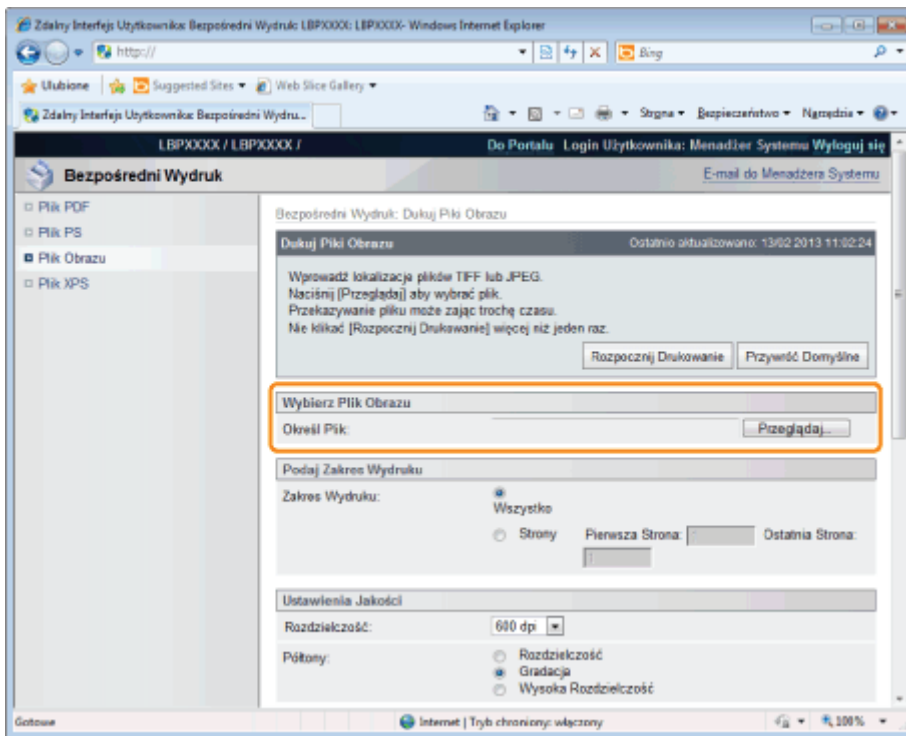 Zdalny Interfejs Użytkownika: Bezpośredni Wydruk: LBPXXXX: LBPXXXX- Windows Internet Explorer
http://
Bing
Ulubione Suggested Sites Web Slice Gallery
Zdalny Interfejs Użytkownika: Bezpośredni Wydru...
Strona Bezpieczeństwo Narzędzia
LBPXXXX / LBPXXXX /
Do Portalu Login Użytkownika: Menadżer Systemu Wyloguj się
Bezpośredni Wydruk
E-mail do Menadżera Systemu
Plik PDF
Plik PS
Plik Obrazu
Plik XPS
Bezpośredni Wydruk: Dukuj Piki Obrazu
Dukuj Piki Obrazu
Ostatnio aktualizowano: 13/02 2013 11:02:24
Wprowadź lokalizację plików TIFF lub JPEG.
Naciśnij [Przeglądaj] aby wybrać plik.
Przekazywanie pliku może zająć trochę czasu.
Nie klikać [Rozpocznij Drukowanie] więcej niż jeden raz.
Rozpocznij Drukowanie
Przywróć Domyślne
Wybierz Plik Obrazu
Określ Plik:
Przeglądaj...
Podaj Zakres Wydruku
Zakres Wydruku:
Wszystko
Strony Pierwsza Strona: Ostatnia Strona:
Ustawienia Jakości
Rozdzielczość:
600 dpi
Półtony:
Rozdzielczość
Gradacja
Wysoka Rozdzielczość
Gotowe
Internet | Tryb chroniony: włączony
100%